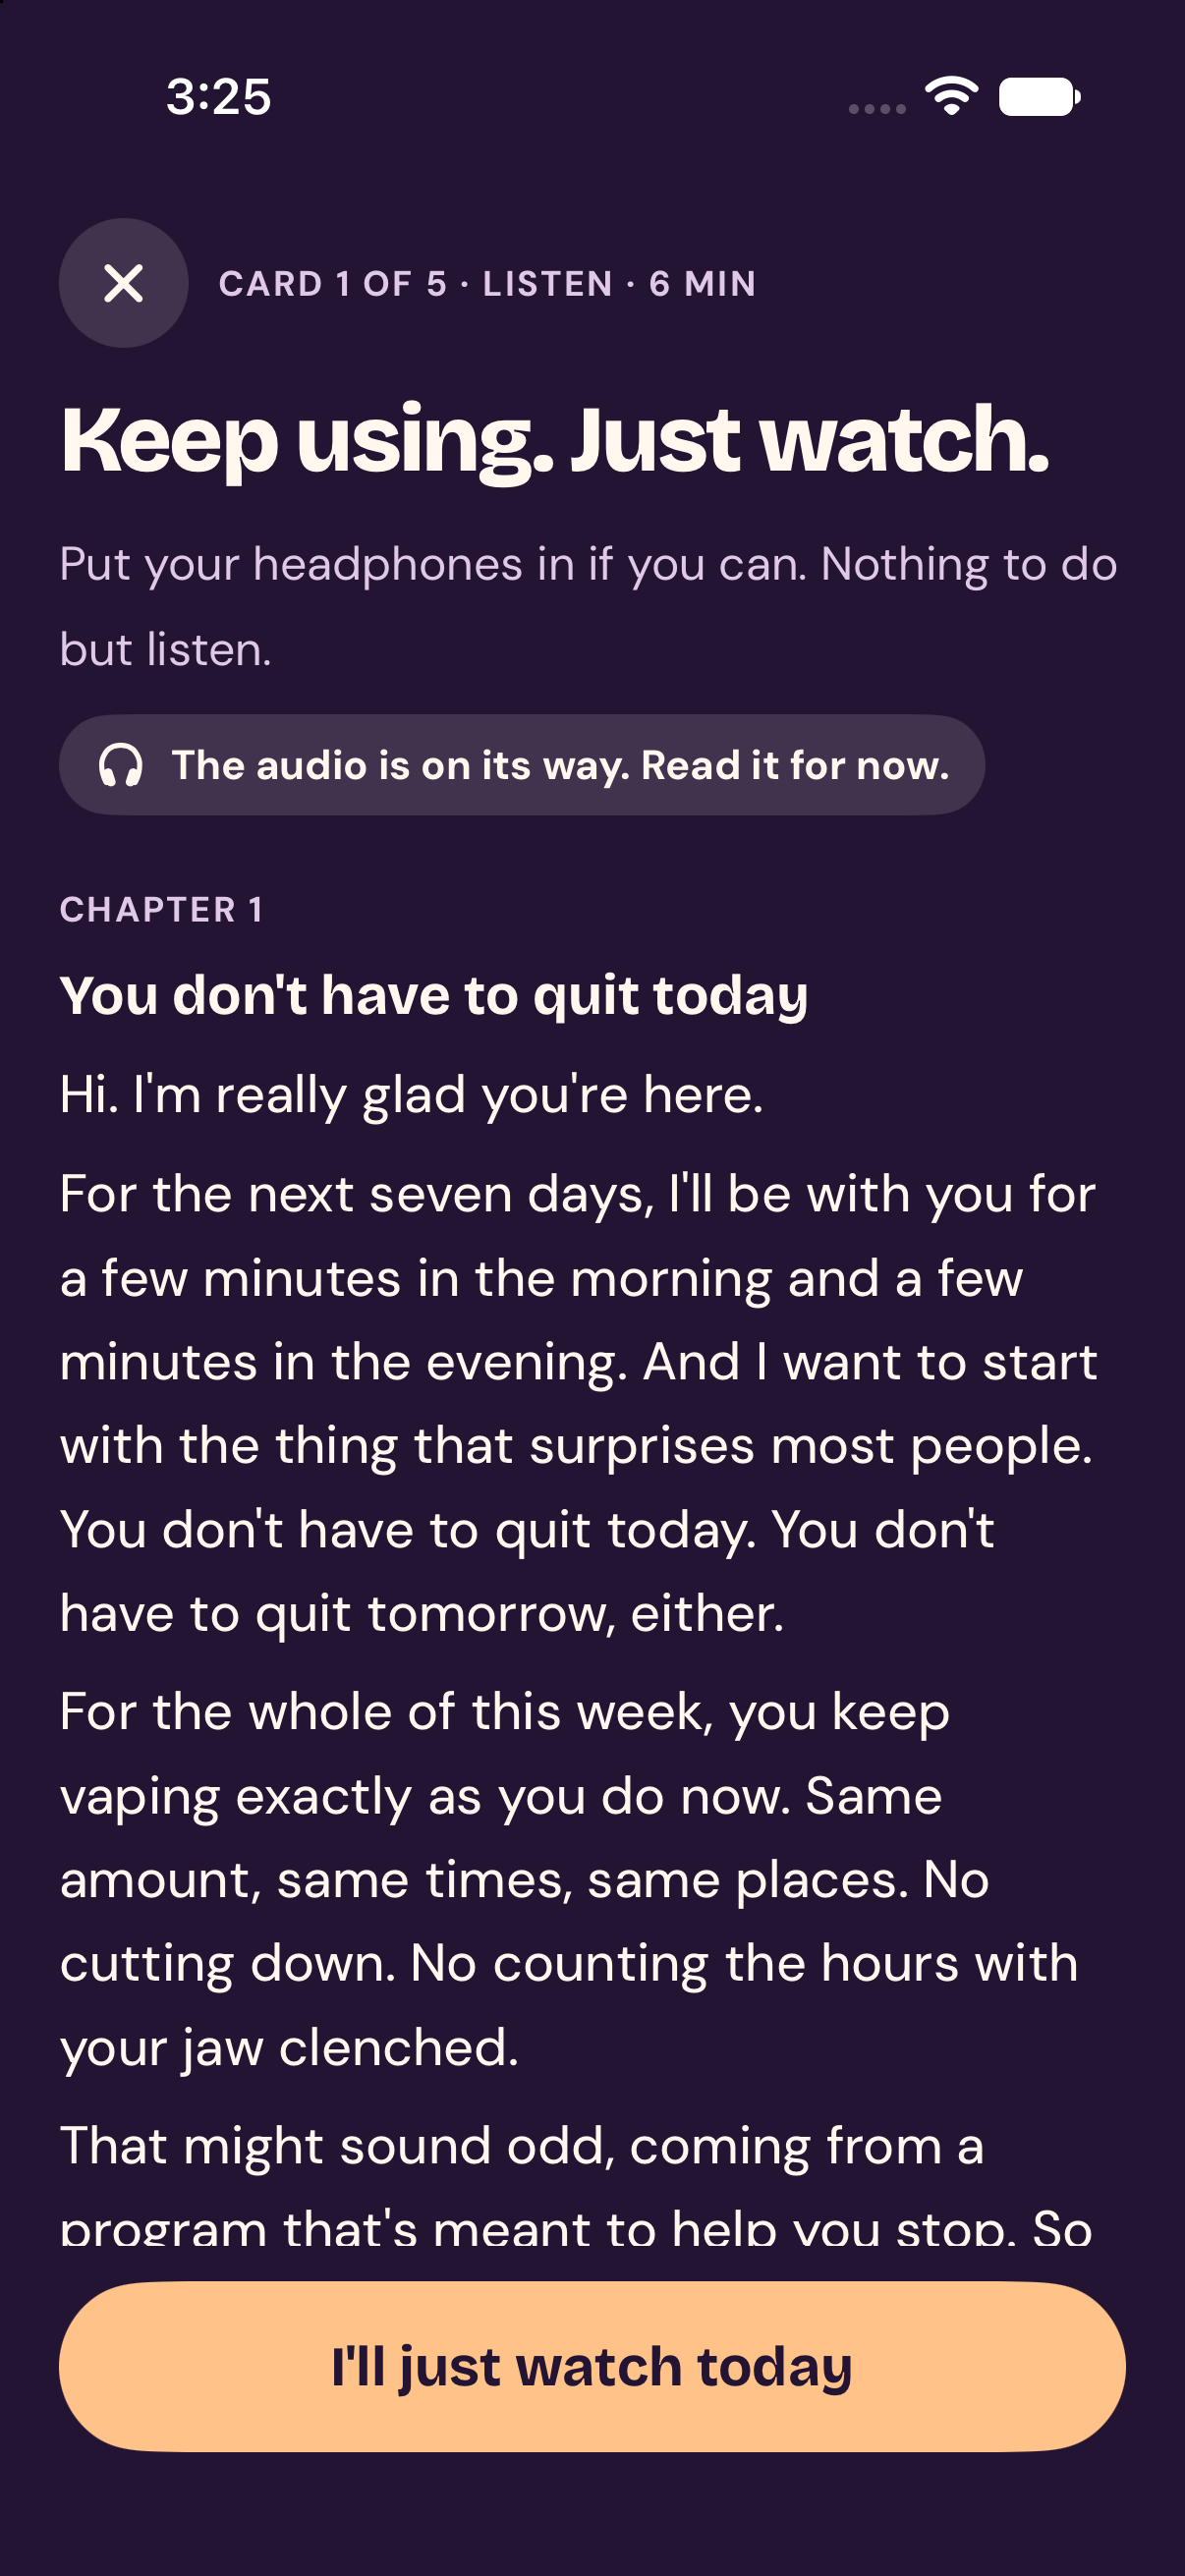 3:25
CARD 1 OF 5 · LISTEN · 6 MIN
Keep using. Just watch.
Put your headphones in if you can. Nothing to do
but listen.
The audio is on its way. Read it for now.
CHAPTER 1
You don't have to quit today
Hi. I'm really glad you're here.
For the next seven days, I'll be with you for
a few minutes in the morning and a few
minutes in the evening. And I want to start
with the thing that surprises most people.
You don't have to quit today. You don't
have to quit tomorrow, either.
For the whole of this week, you keep
vaping exactly as you do now. Same
amount, same times, same places. No
cutting down. No counting the hours with
your jaw clenched.
That might sound odd, coming from a
program that's meant to help you stop. So
I'll just watch today